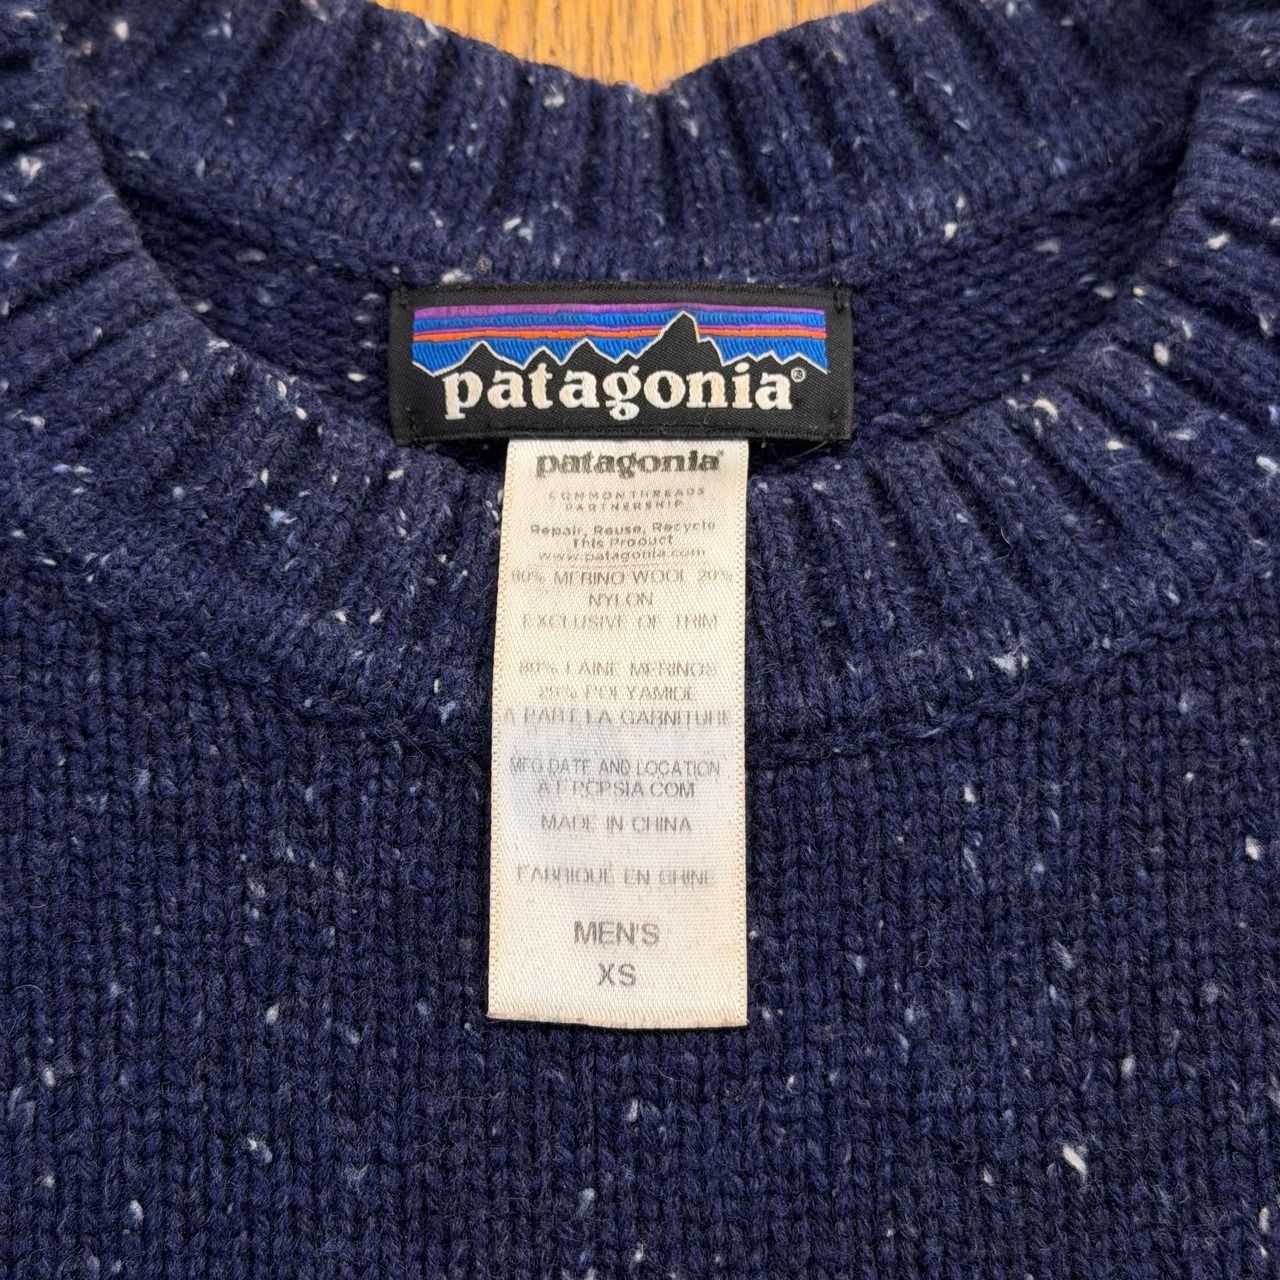 patagonia®
patagonia®
COMMON THREADS
PARTNERSHIP
Repair, Reuse, Recycle
This Product
www.patagonia.com
80% MERINO WOOL 20%
NYLON
EXCLUSIVE OF TRIM
80% LAINE MERINOS
20% POLYAMIDE
A PART LA GARNITURE
MFG DATE AND LOCATION
AT PCPSIA.COM
MADE IN CHINA
FABRIQUÉ EN CHINE
MEN'S
XS